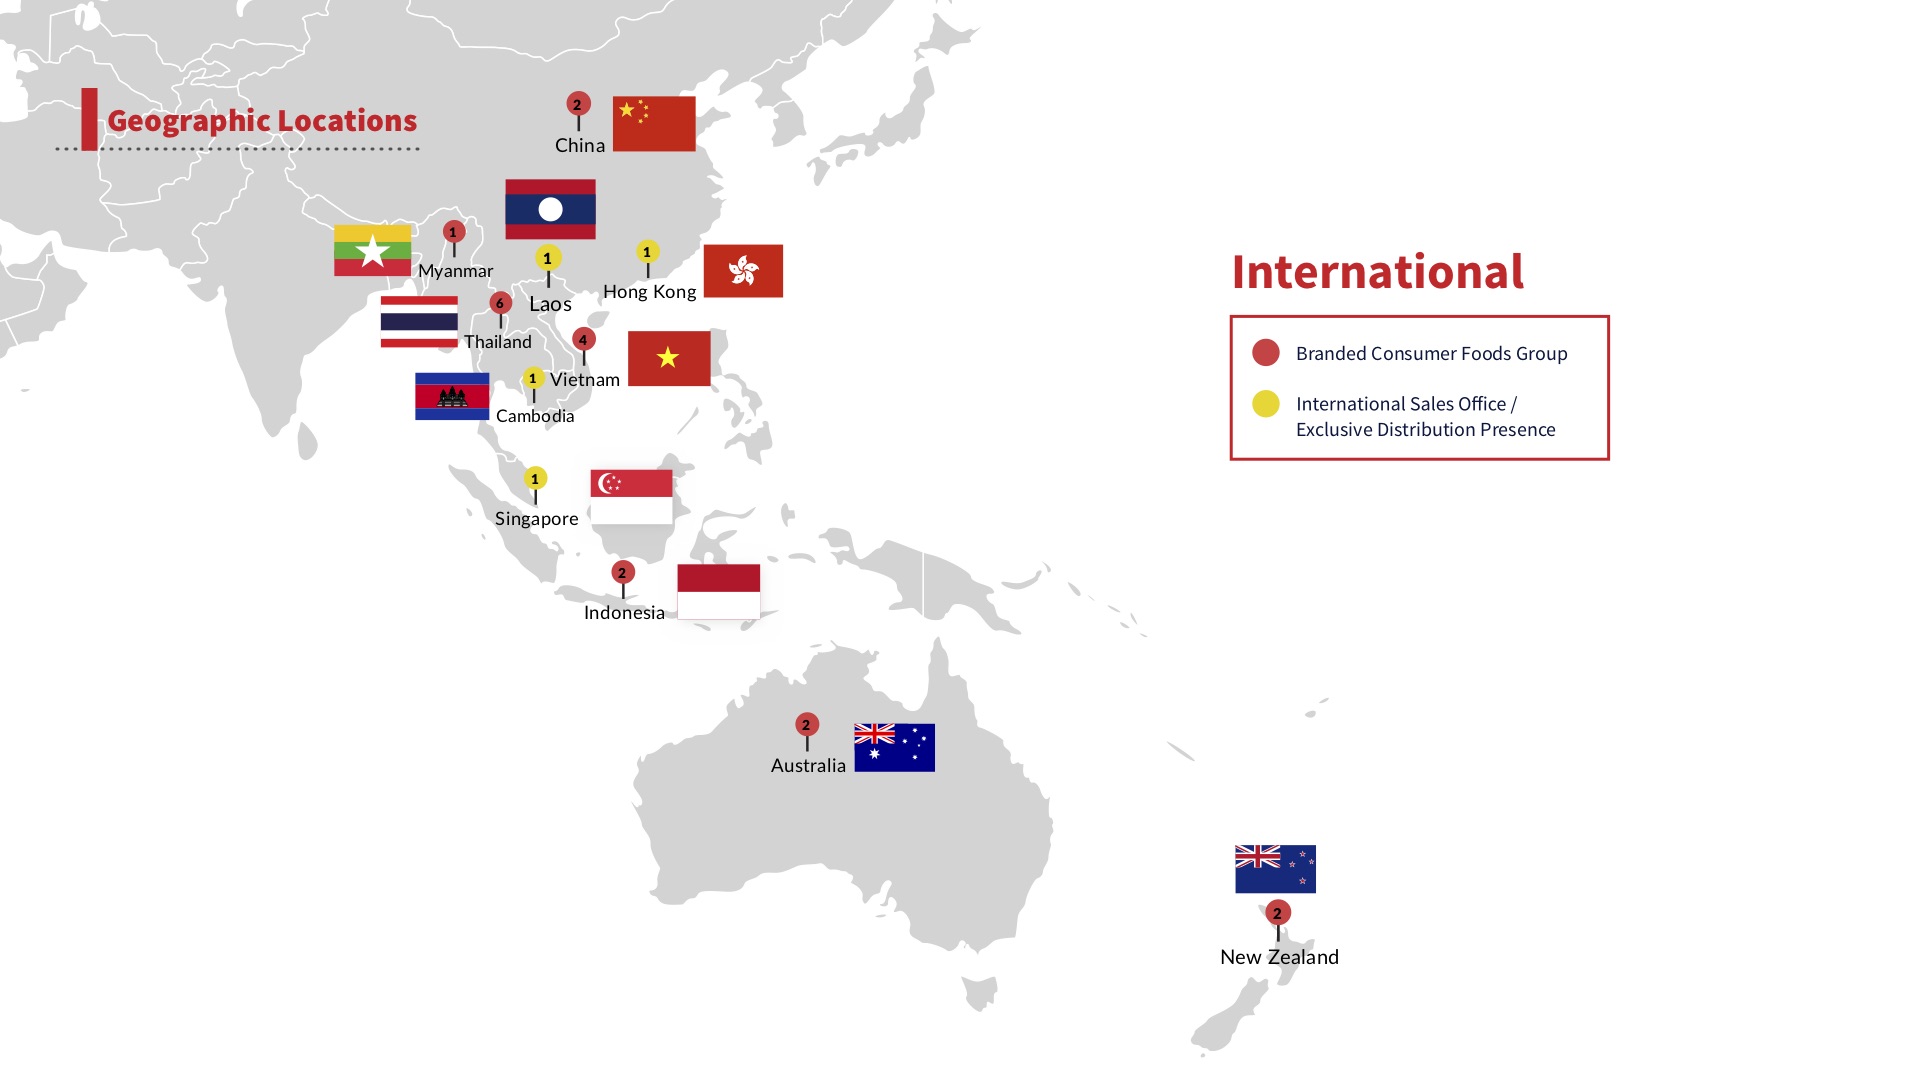 Geographic Locations
2
China
1
Myanmar
1
Laos
1
Hong Kong
6
Thailand
4
Vietnam
1
Cambodia
1
Singapore
2
Indonesia
2
Australia
2
New Zealand
International
Branded Consumer Foods Group
International Sales Office /
Exclusive Distribution Presence